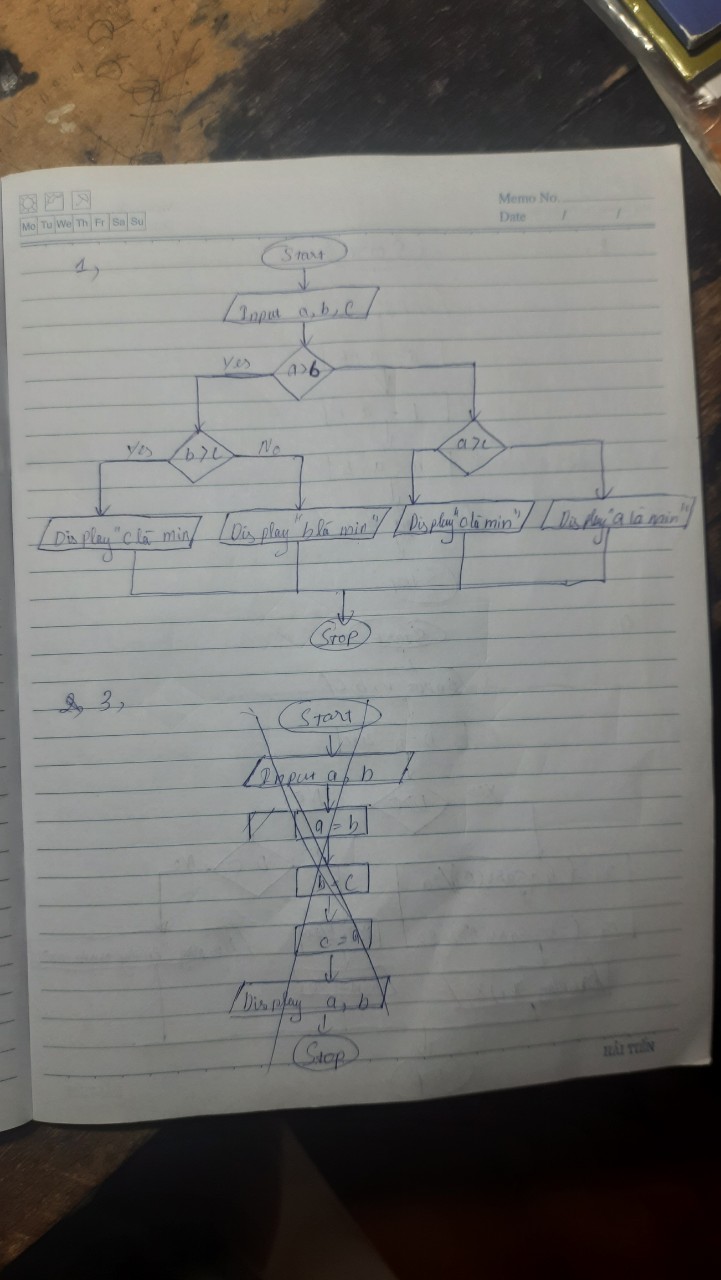 Memo No.
Mo Tu We Th Fr Sa Su
Date / /
1,
Start
Input a, b, c
a>b
Yes
b>c
a>c
Yes
No
Display "c là min
Display "b là min"
Display "c là min"
Display "a là min"
Stop
3,
Start
Input a, b
a = b
b = c
c = a
Display a, b
Stop
HẢI TIẾN